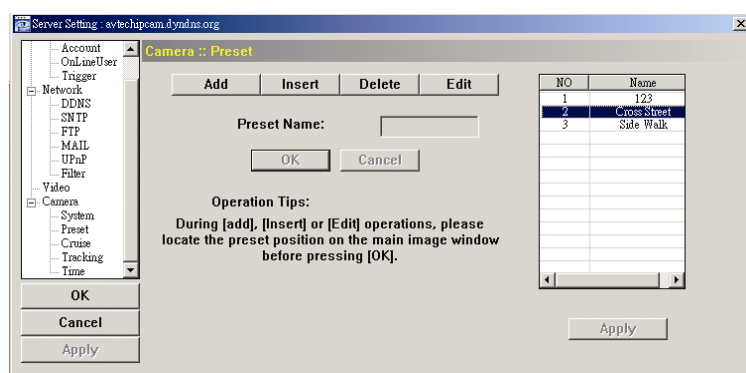 Server Setting : avtechipcam.dyndns.org
Account
OnLineUser
Trigger
Network
DDNS
SNTP
FTP
MAIL
UPnP
Filter
Video
Camera
System
Preset
Cruise
Tracking
Time
OK
Cancel
Apply
Camera :: Preset
Add Insert Delete Edit
Preset Name:
OK Cancel
Operation Tips:
During [add], [Insert] or [Edit] operations, please
locate the preset position on the main image window
before pressing [OK].
NO Name
1 123
2 Cross Street
3 Side Walk
Apply